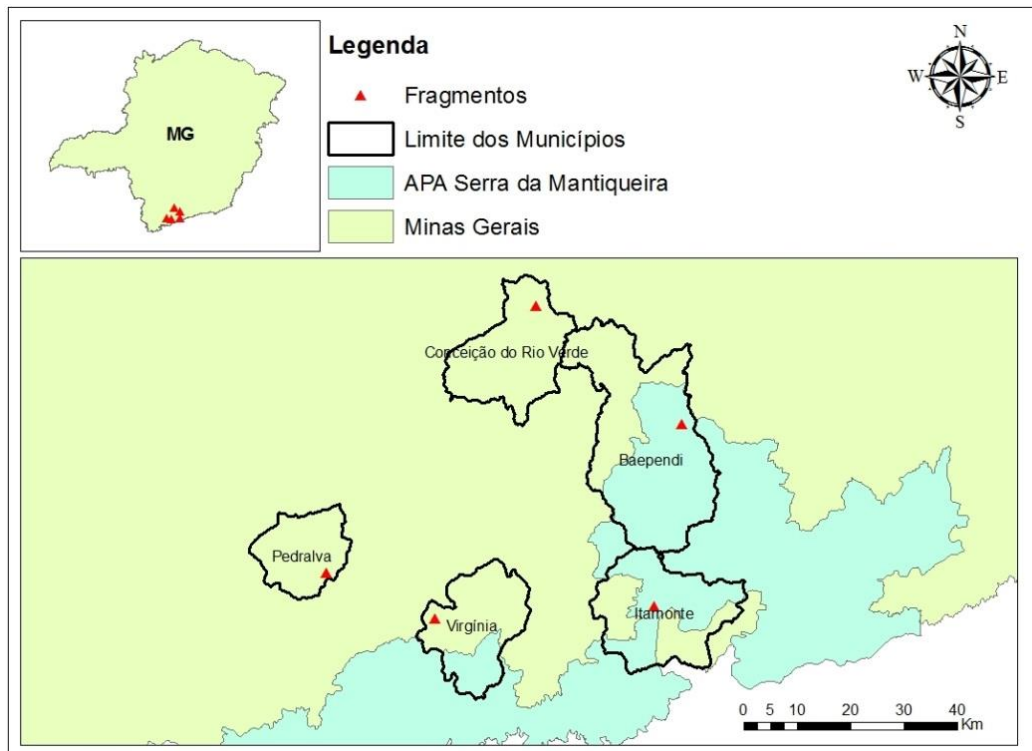 MG
Legenda
Fragmentos
Limite dos Municípios
APA Serra da Mantiqueira
Minas Gerais
N
W E
S
Conceição do Rio Verde
Baependi
Pedralva
Virgínia
Itamonte
0 5 10 20 30 40
Km